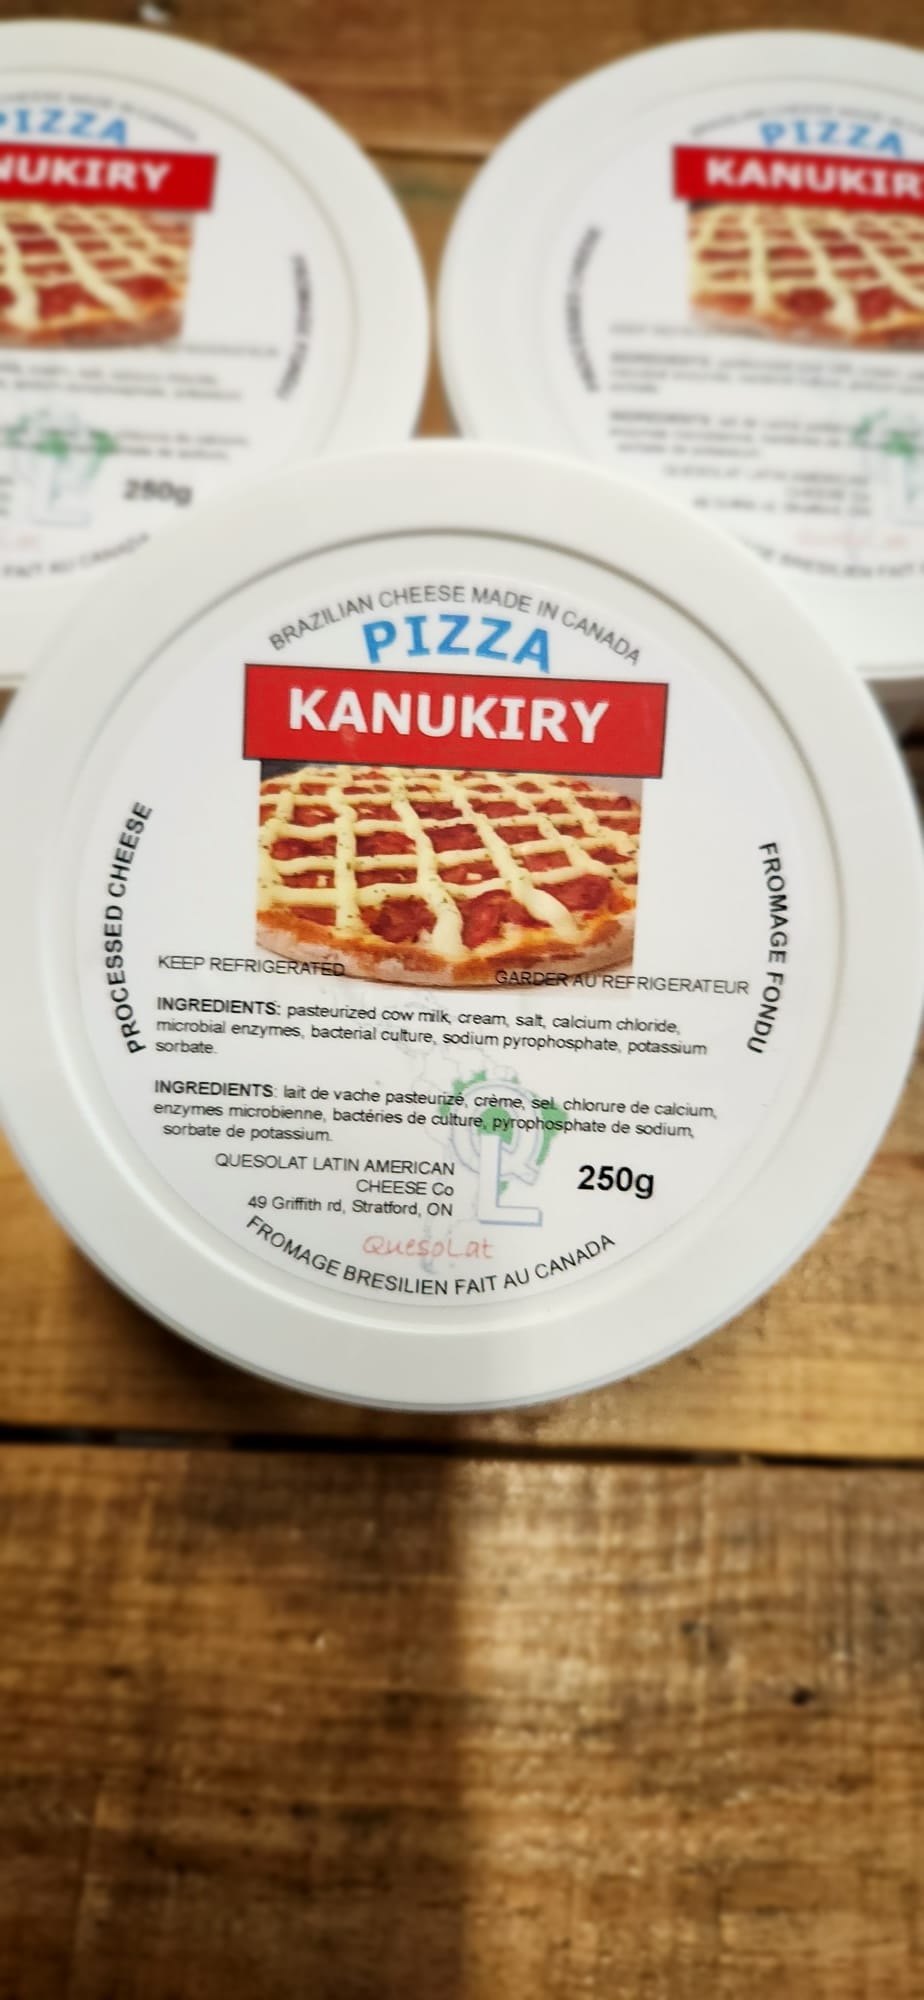 PIZZA
NUKIRY
250g
PIZZA
KANUKIR
BRAZILIAN CHEESE MADE IN CANADA
PIZZA
KANUKIRY
PROCESSED CHEESE
FROMAGE FONDU
KEEP REFRIGERATED
GARDER AU REFRIGERATEUR
INGREDIENTS: pasteurized cow milk, cream, salt, calcium chloride,
microbial enzymes, bacterial culture, sodium pyrophosphate, potassium
sorbate.
INGREDIENTS: lait de vache pasteurizé, crème, sel, chlorure de calcium,
enzymes microbienne, bactéries de culture, pyrophosphate de sodium,
sorbate de potassium.
QUESOLAT LATIN AMERICAN
CHEESE Co
49 Griffith rd, Stratford, ON
250g
QL
QuesoLat
FROMAGE BRESILIEN FAIT AU CANADA